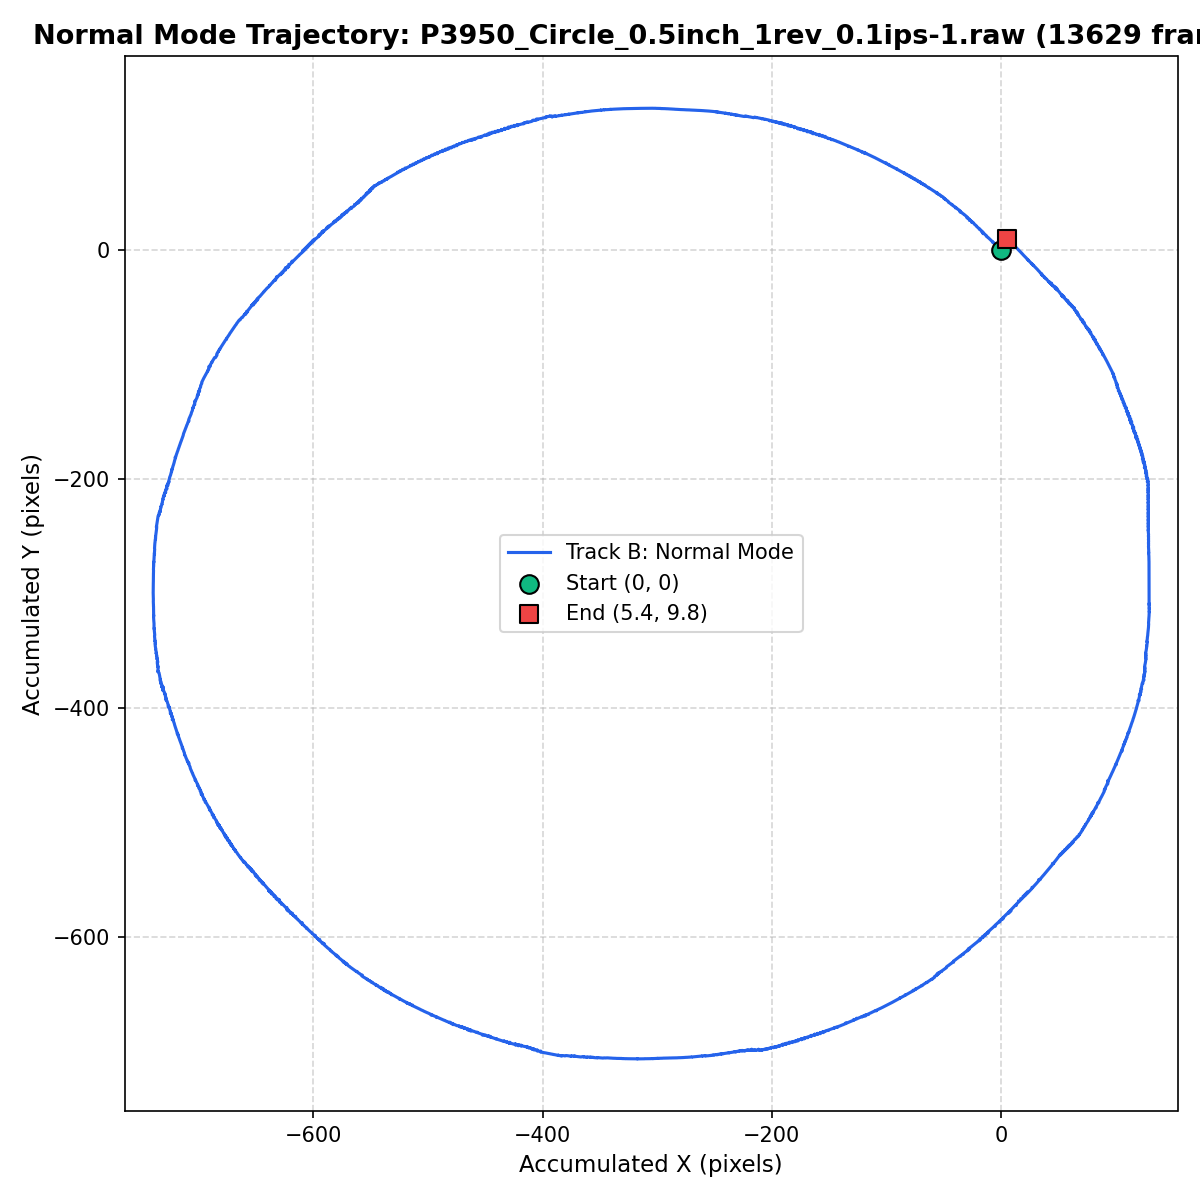 Normal Mode Trajectory: P3950_Circle_0.5inch_1rev_0.1ips-1.raw (13629
Accumulated Y (pixels)
0
−200
−400
−600
Track B: Normal Mode
Start (0, 0)
End (5.4, 9.8)
−600 −400 −200 0
Accumulated X (pixels)